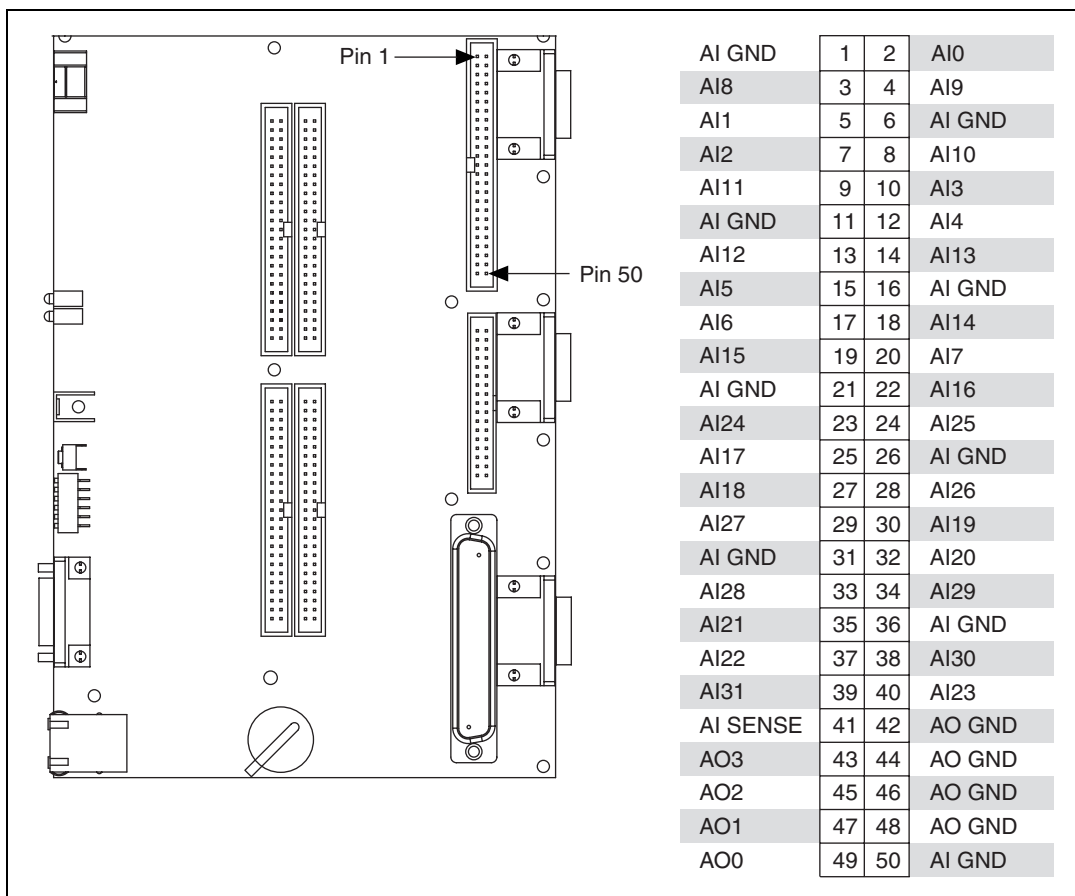 Pin 1
Pin 50
AI GND 1 2 AI0
AI8 3 4 AI9
AI1 5 6 AI GND
AI2 7 8 AI10
AI11 9 10 AI3
AI GND 11 12 AI4
AI12 13 14 AI13
AI5 15 16 AI GND
AI6 17 18 AI14
AI15 19 20 AI7
AI GND 21 22 AI16
AI24 23 24 AI25
AI17 25 26 AI GND
AI18 27 28 AI26
AI27 29 30 AI19
AI GND 31 32 AI20
AI28 33 34 AI29
AI21 35 36 AI GND
AI22 37 38 AI30
AI31 39 40 AI23
AI SENSE 41 42 AO GND
AO3 43 44 AO GND
AO2 45 46 AO GND
AO1 47 48 AO GND
AO0 49 50 AI GND